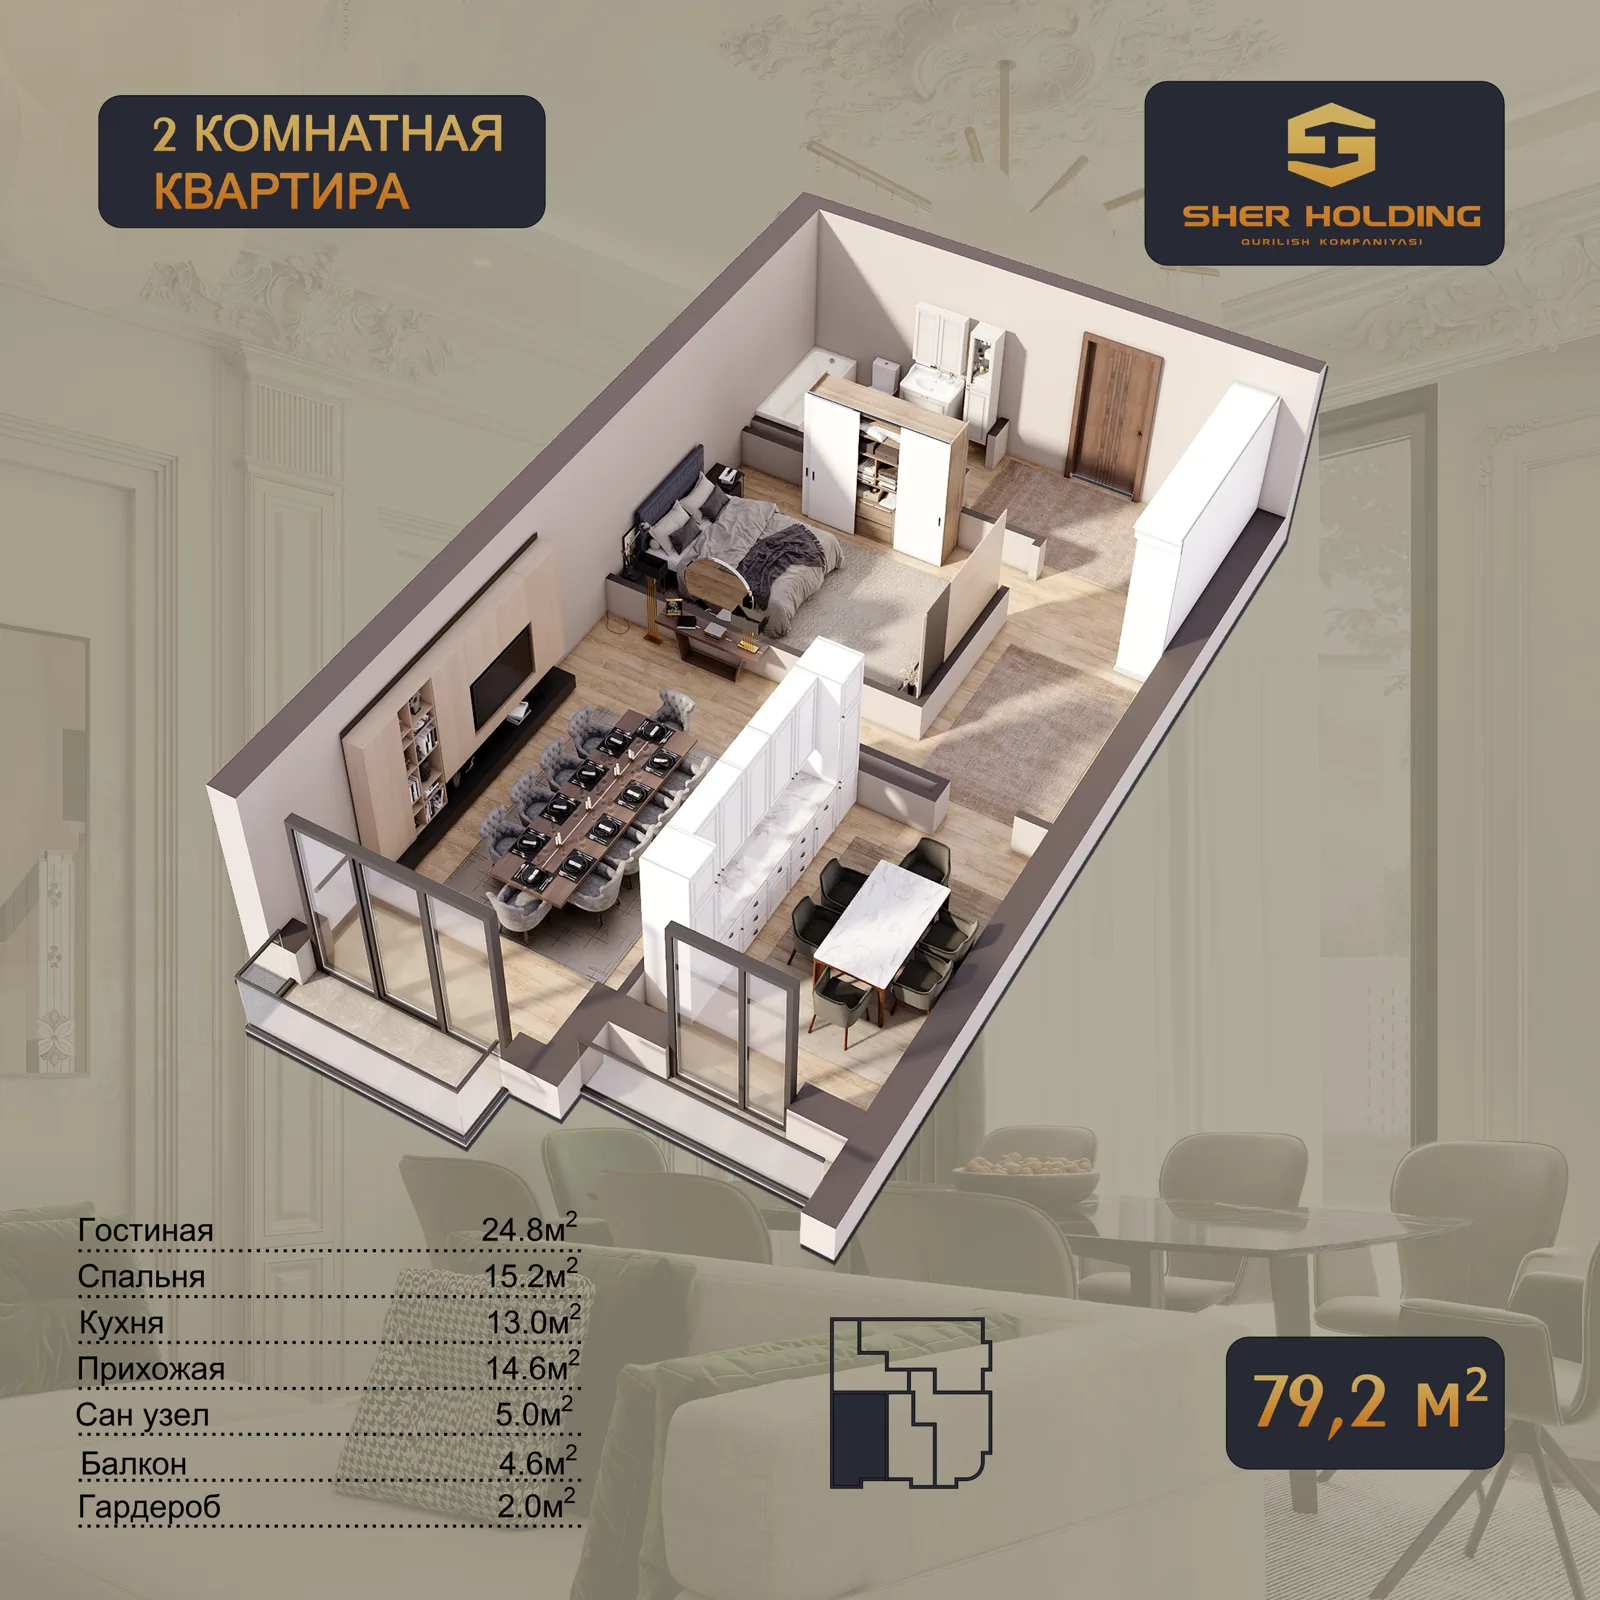 2 КОМНАТНАЯ
КВАРТИРА
SHER HOLDING
QURILISH KOMPANIYASI
Гостиная 24.8м²
Спальня 15.2м²
Кухня 13.0м²
Прихожая 14.6м²
Сан узел 5.0м²
Балкон 4.6м²
Гардероб 2.0м²
79,2 м²